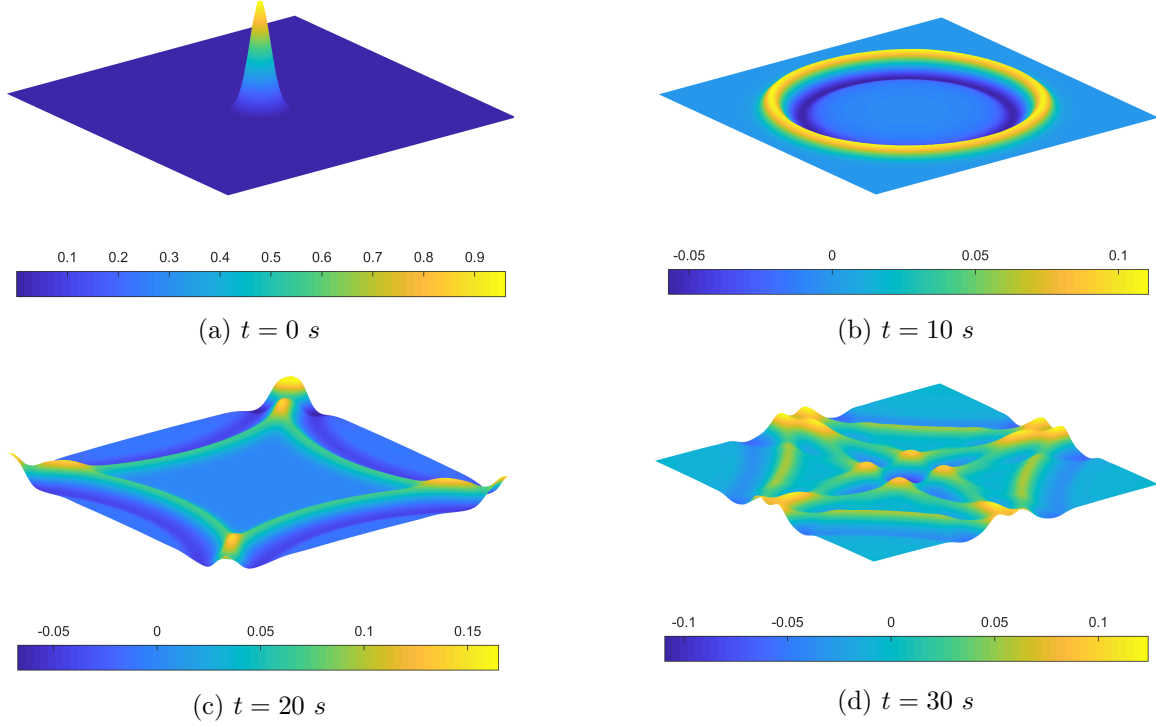 0.1 0.2 0.3 0.4 0.5 0.6 0.7 0.8 0.9
(a) t = 0 s
-0.05 0 0.05 0.1
(b) t = 10 s
-0.05 0 0.05 0.1 0.15
(c) t = 20 s
-0.1 -0.05 0 0.05 0.1
(d) t = 30 s